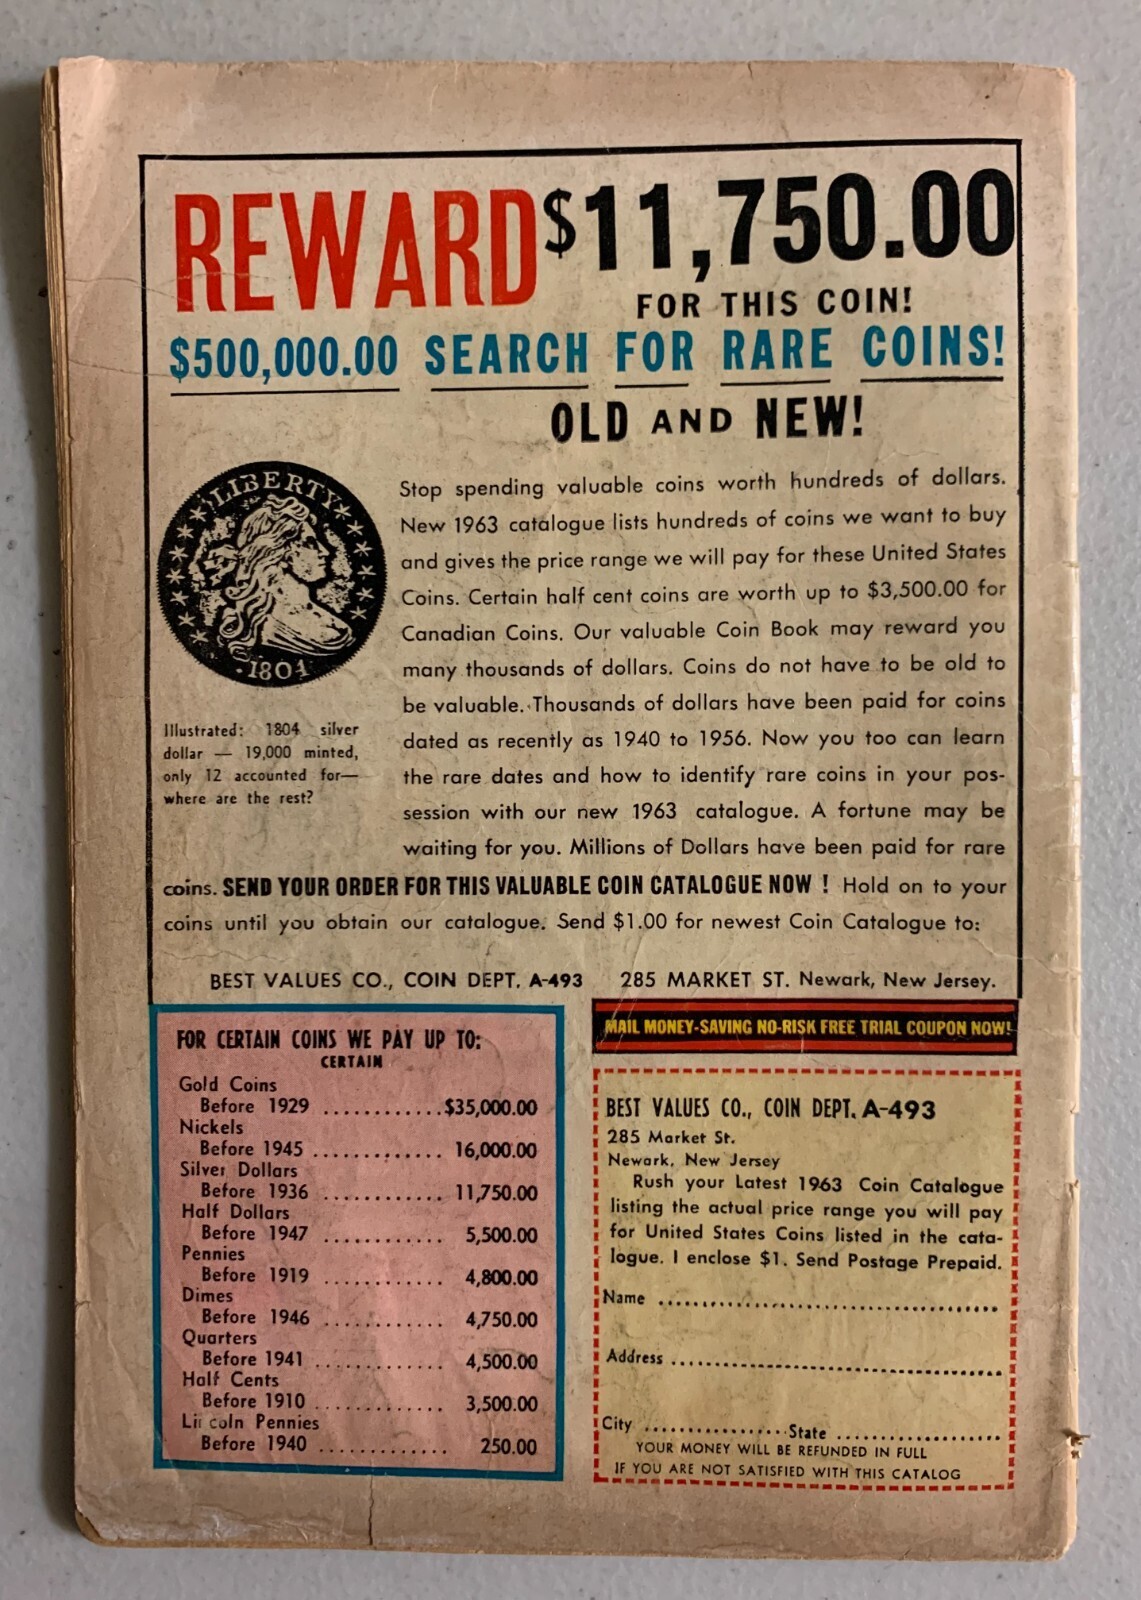 REWARD $11,750.00
FOR THIS COIN!
$500,000.00 SEARCH FOR RARE COINS!
OLD AND NEW!
LIBERTY
1804
Illustrated: 1804 silver
dollar — 19,000 minted,
only 12 accounted for—
where are the rest?
Stop spending valuable coins worth hundreds of dollars.
New 1963 catalogue lists hundreds of coins we want to buy
and gives the price range we will pay for these United States
Coins. Certain half cent coins are worth up to $3,500.00 for
Canadian Coins. Our valuable Coin Book may reward you
many thousands of dollars. Coins do not have to be old to
be valuable. Thousands of dollars have been paid for coins
dated as recently as 1940 to 1956. Now you too can learn
the rare dates and how to identify rare coins in your pos-
session with our new 1963 catalogue. A fortune may be
waiting for you. Millions of Dollars have been paid for rare
coins. SEND YOUR ORDER FOR THIS VALUABLE COIN CATALOGUE NOW ! Hold on to your
coins until you obtain our catalogue. Send $1.00 for newest Coin Catalogue to:
BEST VALUES CO., COIN DEPT. A-493 285 MARKET ST. Newark, New Jersey.
FOR CERTAIN COINS WE PAY UP TO:
CERTAIN
Gold Coins
Before 1929 ............$35,000.00
Nickels
Before 1945 ............. 16,000.00
Silver Dollars
Before 1936 ............ 11,750.00
Half Dollars
Before 1947 ............ 5,500.00
Pennies
Before 1919 ............ 4,800.00
Dimes
Before 1946 ............ 4,750.00
Quarters
Before 1941 ............. 4,500.00
Half Cents
Before 1910 ............. 3,500.00
Lincoln Pennies
Before 1940 ............. 250.00
MAIL MONEY-SAVING NO-RISK FREE TRIAL COUPON NOW!
BEST VALUES CO., COIN DEPT. A-493
285 Market St.
Newark, New Jersey
Rush your Latest 1963 Coin Catalogue
listing the actual price range you will pay
for United States Coins listed in the cata-
logue. I enclose $1. Send Postage Prepaid.
Name ........................................
Address ......................................
City ................State ....................
YOUR MONEY WILL BE REFUNDED IN FULL
IF YOU ARE NOT SATISFIED WITH THIS CATALOG